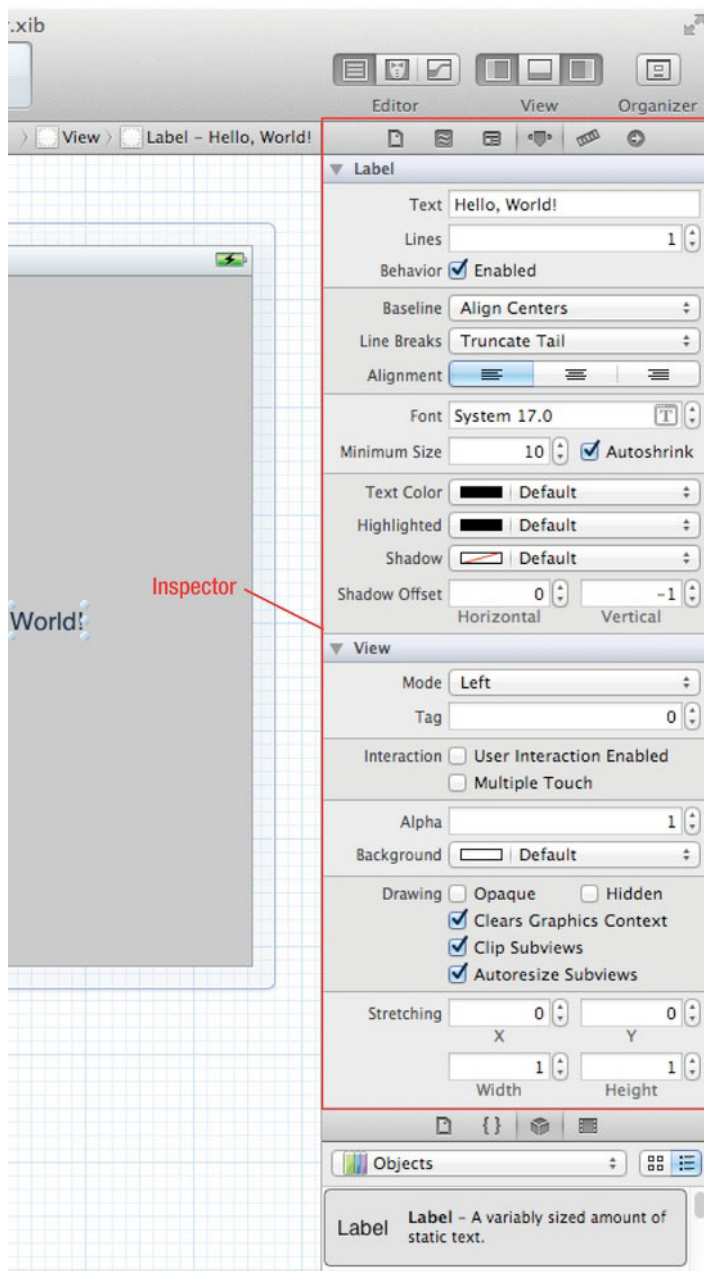 .xib
Editor View Organizer
View Label – Hello, World!
Label
Text Hello, World!
Lines 1
Behavior Enabled
Baseline Align Centers
Line Breaks Truncate Tail
Alignment
Font System 17.0 T
Minimum Size 10 Autoshrink
Text Color Default
Highlighted Default
Shadow Default
Shadow Offset 0 -1
Horizontal Vertical
Inspector
World!
View
Mode Left
Tag 0
Interaction User Interaction Enabled
Multiple Touch
Alpha 1
Background Default
Drawing Opaque Hidden
Clears Graphics Context
Clip Subviews
Autoresize Subviews
Stretching 0 0
X Y
1 1
Width Height
{ }
Objects
Label Label – A variably sized amount of
static text.